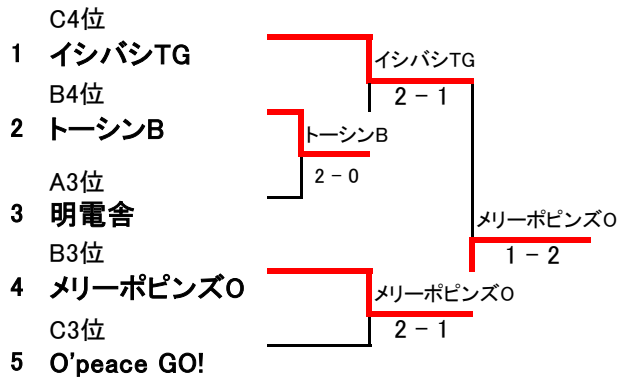 C4位
1 イシバシTG
イシバシTG
B4位
2 - 1
2 トーシンB
トーシンB
2 - 0
A3位
3 明電舎
メリーポピンズO
B3位
1 - 2
4 メリーポピンズO
メリーポピンズO
C3位
2 - 1
5 O'peace GO!